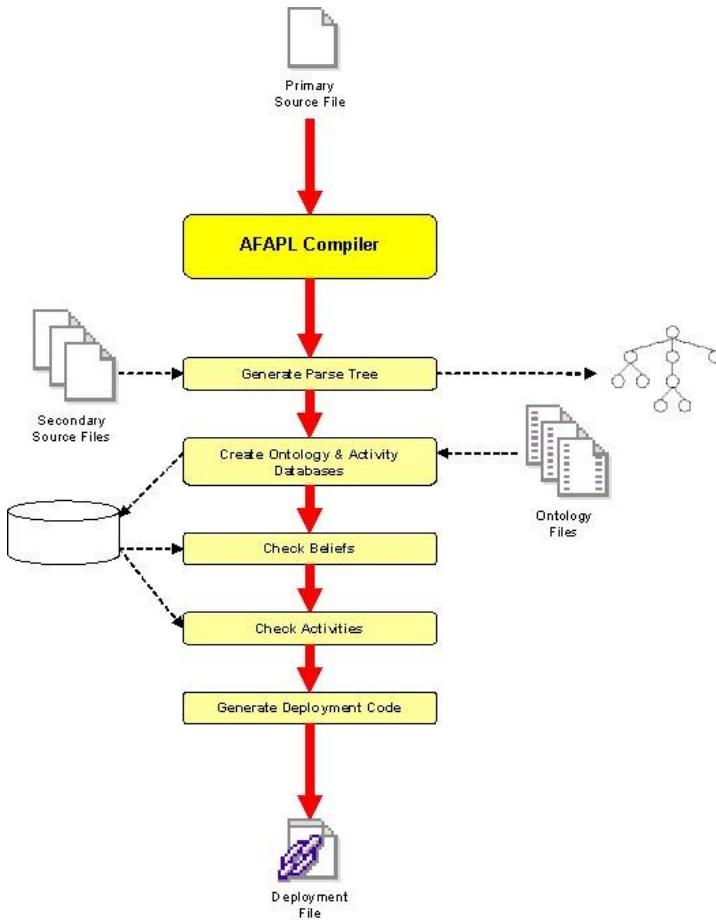 Primary
Source File
AFAPL Compiler
Generate Parse Tree
Secondary
Source Files
Create Ontology & Activity
Databases
Ontology
Files
Check Beliefs
Check Activities
Generate Deployment Code
Deployment
File